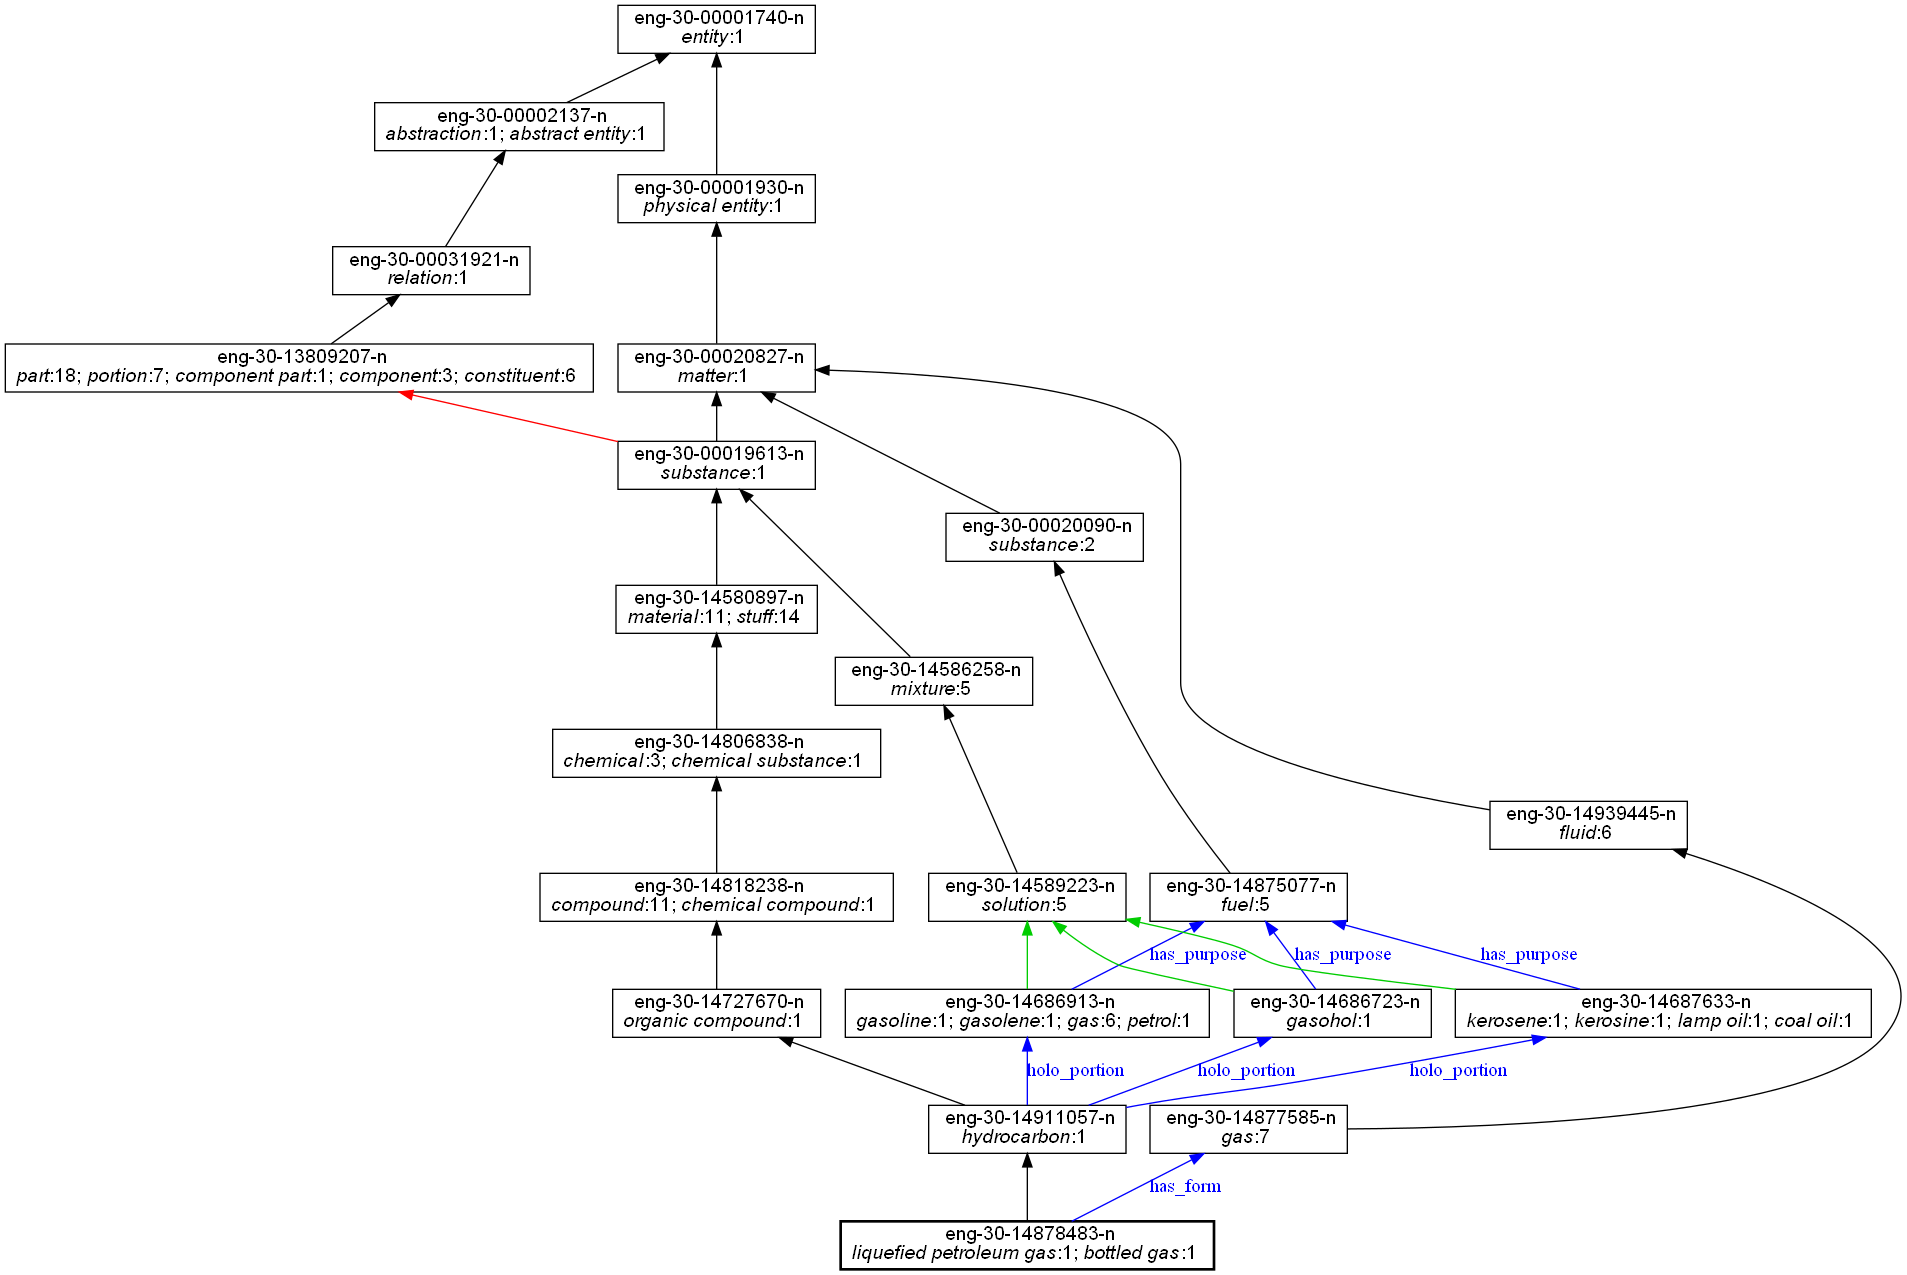 eng-30-00001740-n
entity:1
eng-30-00002137-n
abstraction:1; abstract entity:1
eng-30-00001930-n
physical entity:1
eng-30-00031921-n
relation:1
eng-30-13809207-n
part:18; portion:7; component part:1; component:3; constituent:6
eng-30-00020827-n
matter:1
eng-30-00019613-n
substance:1
eng-30-00020090-n
substance:2
eng-30-14580897-n
material:11; stuff:14
eng-30-14586258-n
mixture:5
eng-30-14806838-n
chemical:3; chemical substance:1
eng-30-14939445-n
fluid:6
eng-30-14818238-n
compound:11; chemical compound:1
eng-30-14589223-n
solution:5
eng-30-14875077-n
fuel:5
has_purpose
has_purpose
has_purpose
eng-30-14727670-n
organic compound:1
eng-30-14686913-n
gasoline:1; gasolene:1; gas:6; petrol:1
eng-30-14686723-n
gasohol:1
eng-30-14687633-n
kerosene:1; kerosine:1; lamp oil:1; coal oil:1
holo_portion
holo_portion
holo_portion
eng-30-14911057-n
hydrocarbon:1
eng-30-14877585-n
gas:7
has_form
eng-30-14878483-n
liquefied petroleum gas:1; bottled gas:1